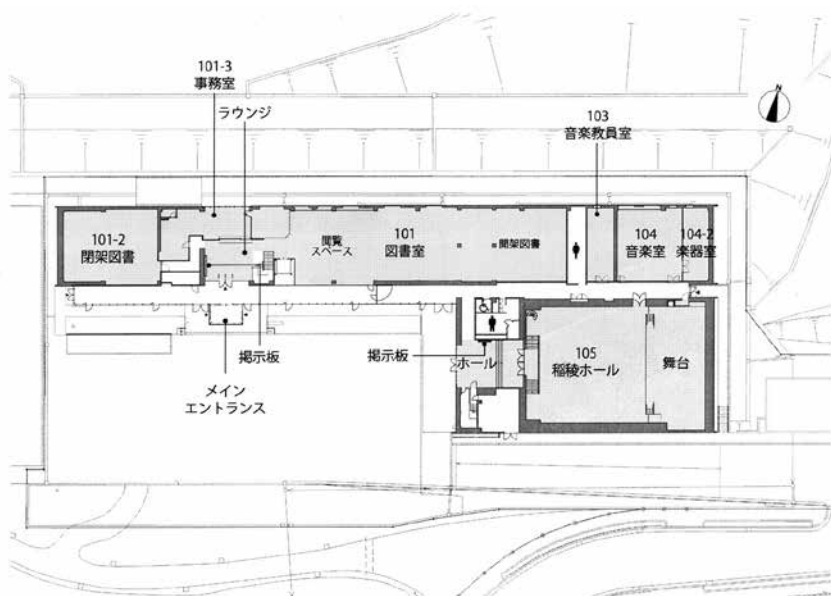 101-3
事務室
ラウンジ
103
音楽教員室
101-2
閉架図書
閲覧
スペース
101
図書室
開架図書
104
音楽室
104-2
楽器室
掲示板
メイン
エントランス
掲示板
ホール
105
稲稜ホール
舞台